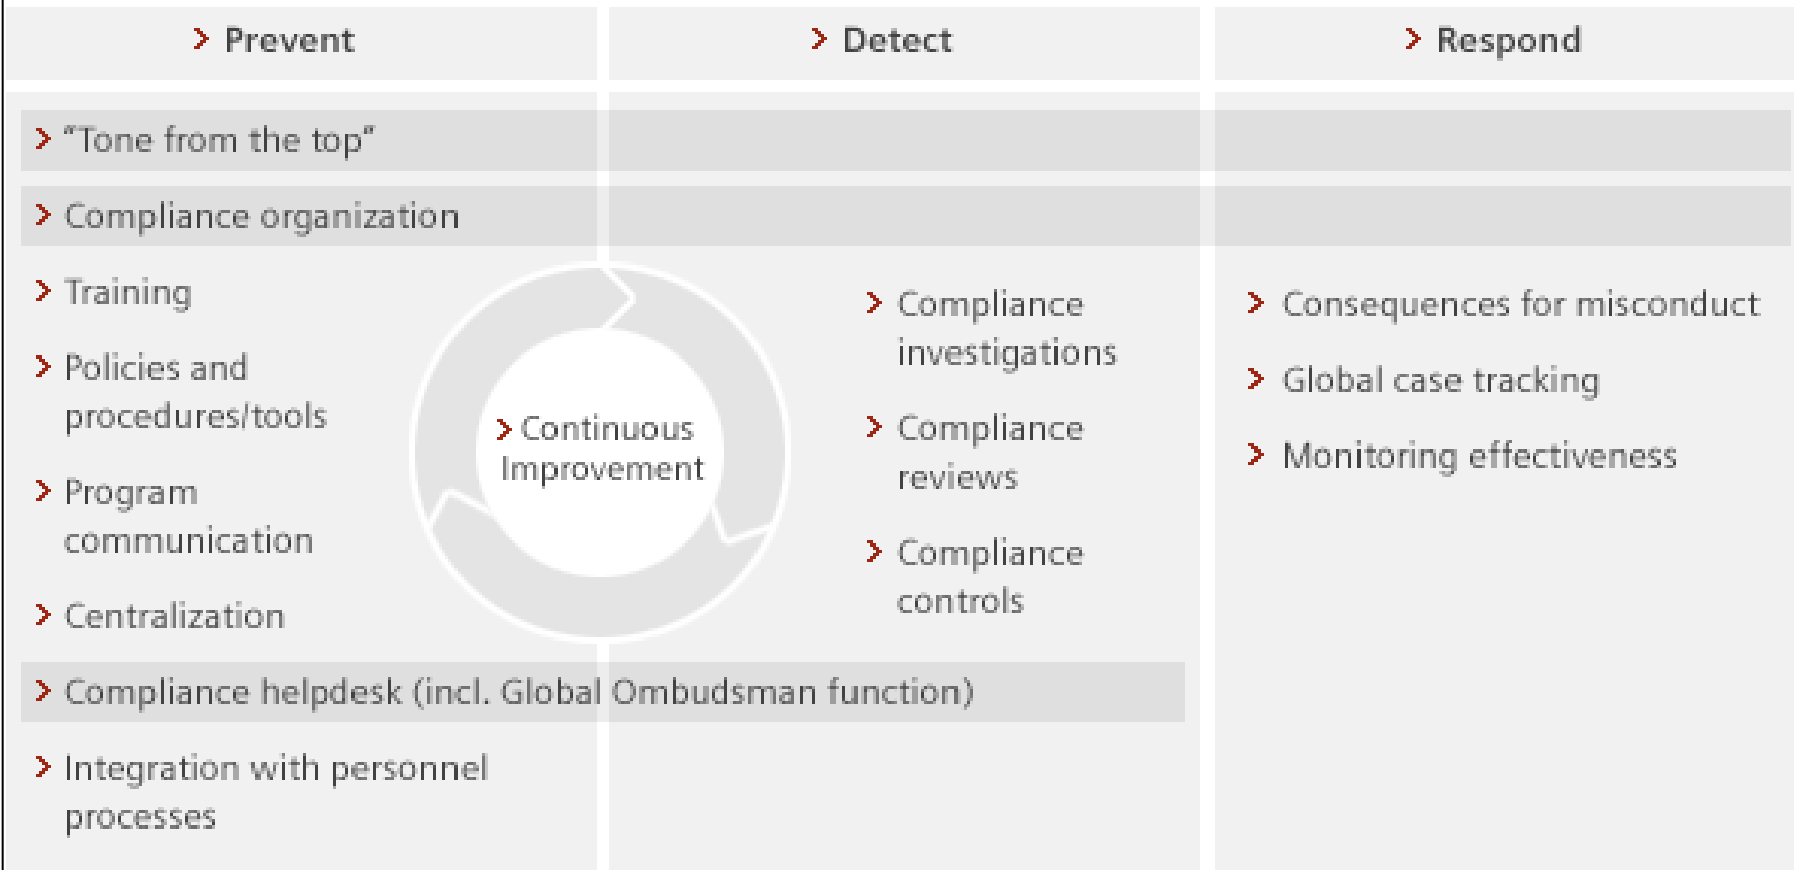 Prevent
Detect
Respond
“Tone from the top”
Compliance organization
Training
Policies and
procedures/tools
Program
communication
Centralization
Compliance helpdesk (incl. Global Ombudsman function)
Integration with personnel
processes
Continuous
Improvement
Compliance
investigations
Compliance
reviews
Compliance
controls
Consequences for misconduct
Global case tracking
Monitoring effectiveness